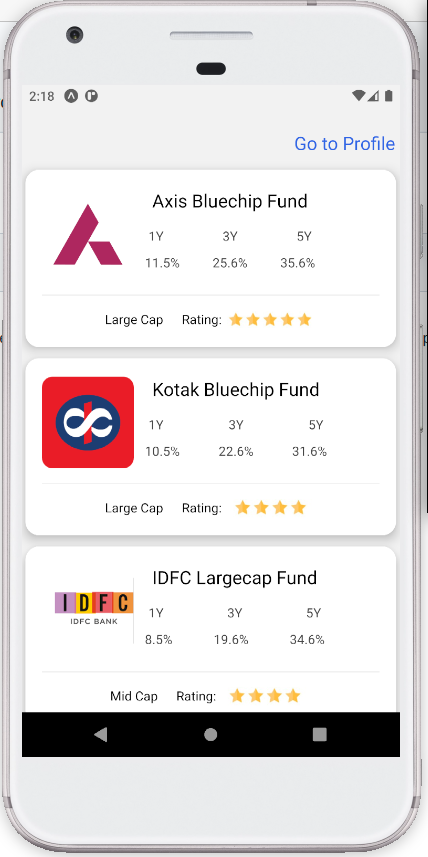 2:18
Go to Profile
Axis Bluechip Fund
1Y 3Y 5Y
11.5% 25.6% 35.6%
Large Cap Rating:
Kotak Bluechip Fund
1Y 3Y 5Y
10.5% 22.6% 31.6%
Large Cap Rating:
IDFC Largecap Fund
IDFC
IDFC BANK
1Y 3Y 5Y
8.5% 19.6% 34.6%
Mid Cap Rating: